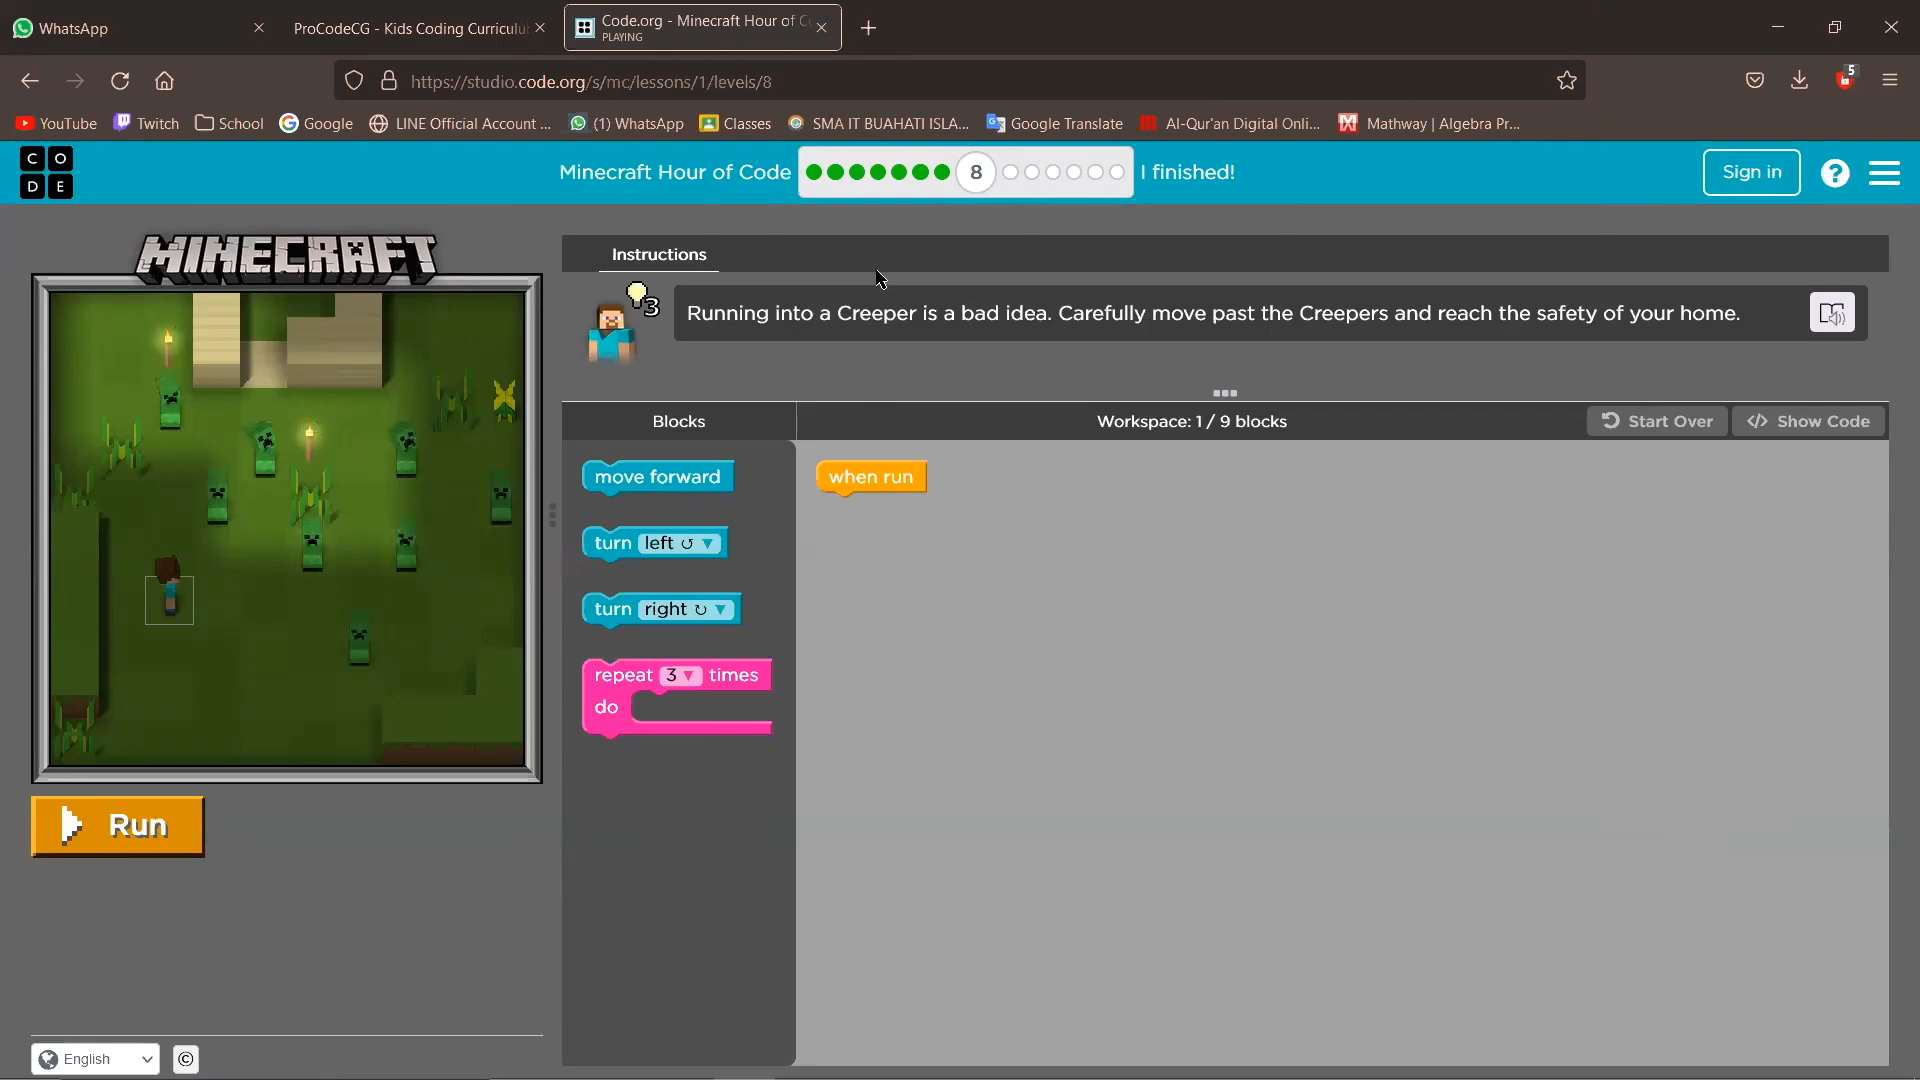 WhatsApp
ProCodeCG - Kids Coding Curriculu
Code.org - Minecraft Hour of C
PLAYING
https://studio.code.org/s/mc/lessons/1/levels/8
5
YouTube
Twitch
School
Google
LINE Official Account ...
(1) WhatsApp
Classes
SMA IT BUAHATI ISLA...
Google Translate
Al-Qur'an Digital Onli...
Mathway | Algebra Pr...
CODE
Minecraft Hour of Code
8
I finished!
Sign in
?
MINECRAFT
Instructions
3
Running into a Creeper is a bad idea. Carefully move past the Creepers and reach the safety of your home.
Blocks
Workspace: 1 / 9 blocks
Start Over
Show Code
move forward
when run
turn left
turn right
repeat 3 times
do
Run
English
©